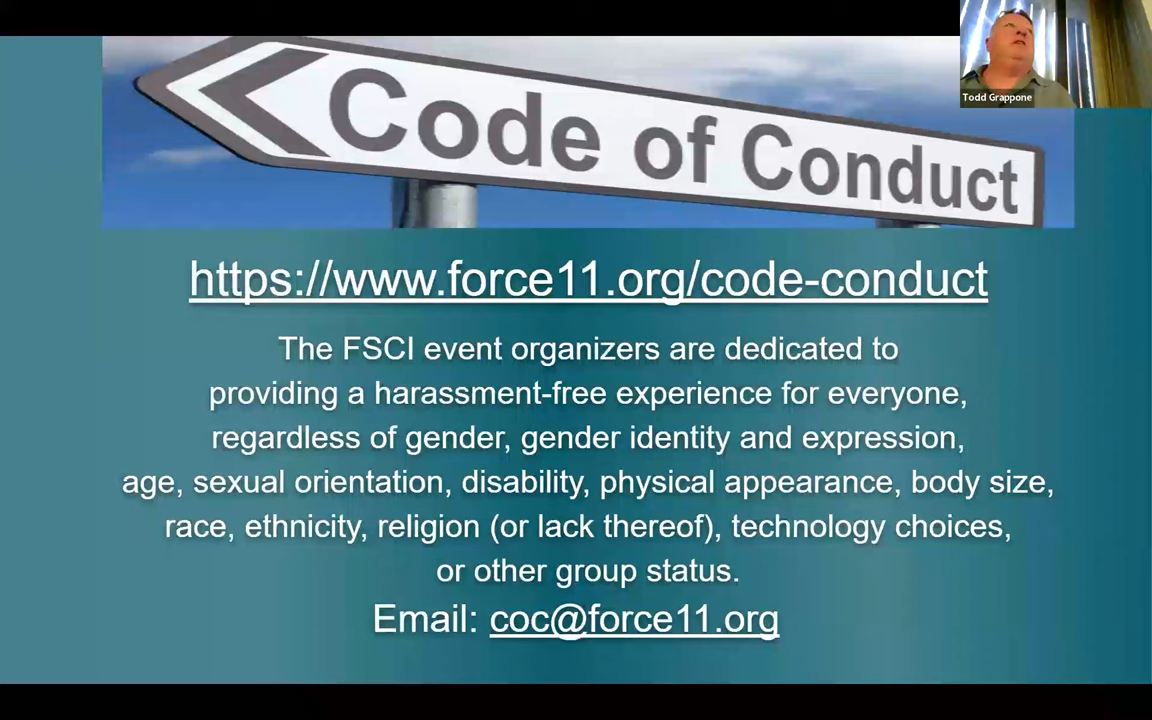 Todd Grappone
Code of Conduct
https://www.force11.org/code-conduct
The FSCI event organizers are dedicated to
providing a harassment-free experience for everyone,
regardless of gender, gender identity and expression,
age, sexual orientation, disability, physical appearance, body size,
race, ethnicity, religion (or lack thereof), technology choices,
or other group status.
Email: coc@force11.org